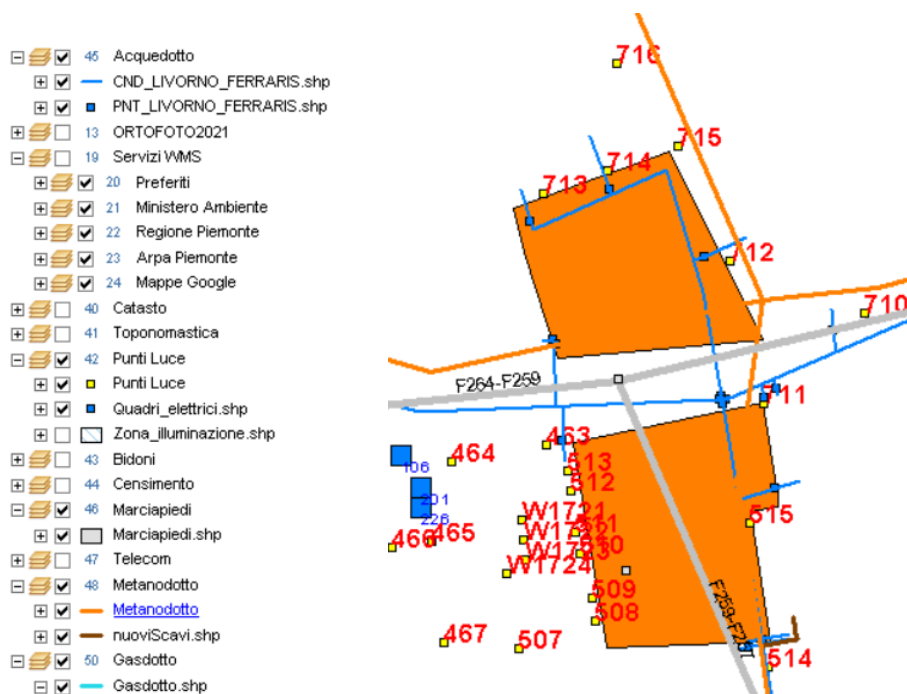 45 Acquedotto
CND_LIVORNO_FERRARIS.shp
PNT_LIVORNO_FERRARIS.shp
13 ORTOFOTO2021
19 Servizi WMS
20 Preferiti
21 Ministero Ambiente
22 Regione Piemonte
23 Arpa Piemonte
24 Mappe Google
40 Catasto
41 Toponomastica
42 Punti Luce
Punti Luce
Quadri_elettrici.shp
Zona_illuminazione.shp
43 Bidoni
44 Censimento
46 Marciapiedi
Marciapiedi.shp
47 Telecom
48 Metanodotto
Metanodotto
nuoviScavi.shp
50 Gasdotto
Gasdotto.shp
716
715
714
713
712
710
F264-F259
711
463
464
513
106
512
201
W1721
515
226
511
465
466
W1723
W1724
509
508
467
507
514